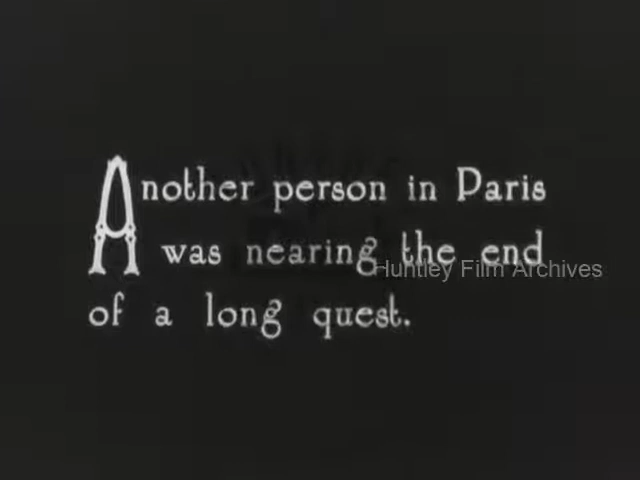 Another person in Paris
was nearing the end
Huntley Film Archives
of a long quest.